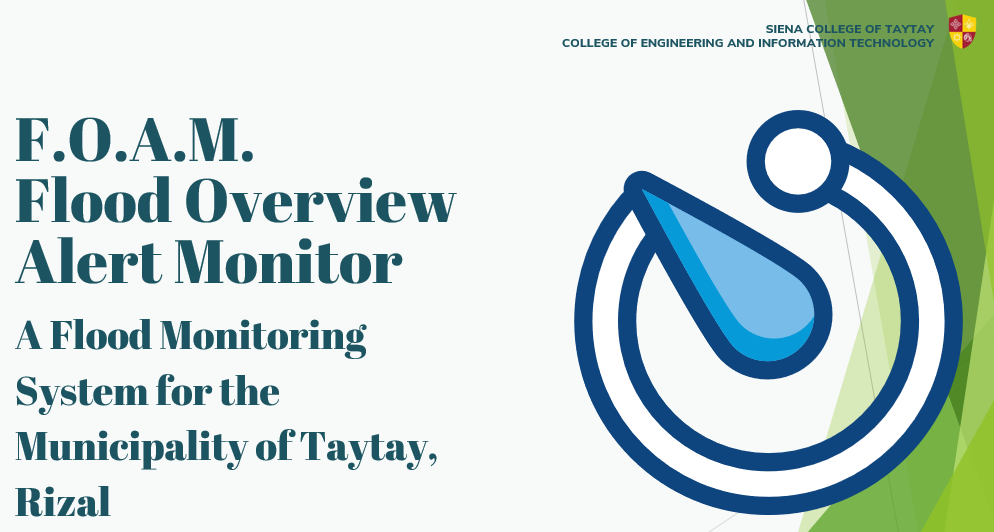 SIENA COLLEGE OF TAYTAY
COLLEGE OF ENGINEERING AND INFORMATION TECHNOLOGY
F.O.A.M.
Flood Overview
Alert Monitor
A Flood Monitoring
System for the
Municipality of Taytay,
Rizal